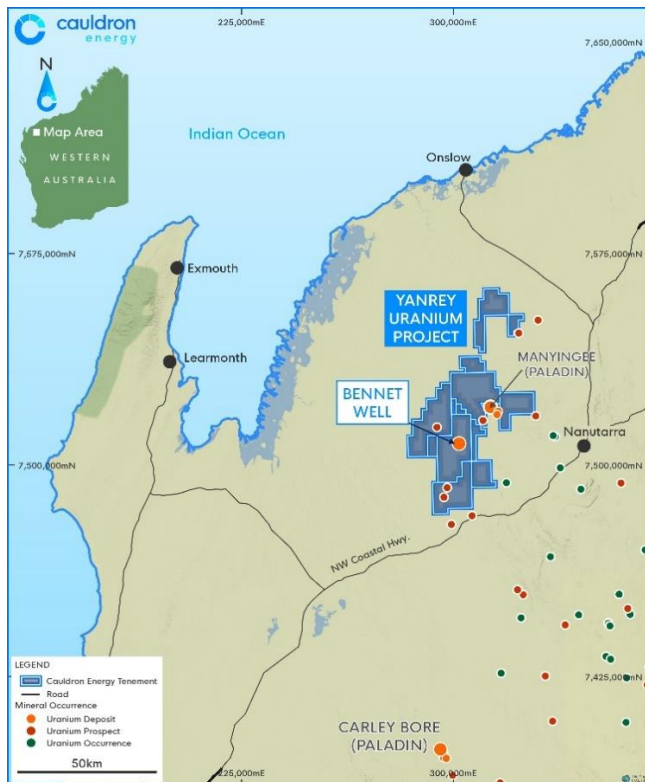 cauldron
energy
225,000mE
300,000mE
7,650,000mN
N
Map Area
WESTERN
AUSTRALIA
Indian Ocean
Onslow
7,575,000mN
7,575,000mN
Exmouth
YANREY
URANIUM
PROJECT
Learmonth
MANYINGEE
(PALADIN)
BENNET
WELL
Nanutarra
7,500,000mN
7,500,000mN
NW Coastal Hwy.
LEGEND
Cauldron Energy Tenement
Road
Mineral Occurrence
Uranium Deposit
Uranium Prospect
Uranium Occurrence
50km
7,425,000mN
CARLEY BORE
(PALADIN)
225,000mE
300,000mE